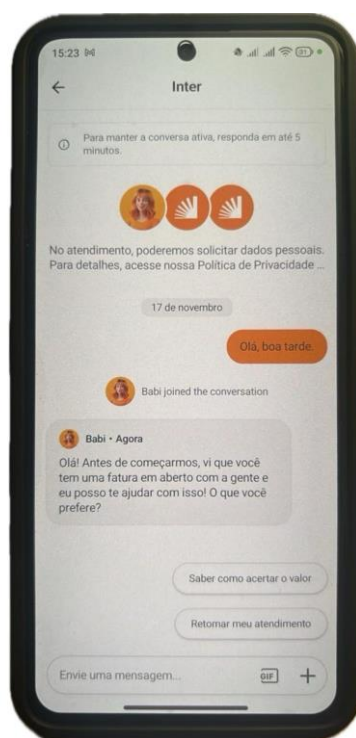 15:23
81
Inter
Para manter a conversa ativa, responda em até 5
minutos.
No atendimento, poderemos solicitar dados pessoais.
Para detalhes, acesse nossa Política de Privacidade ...
17 de novembro
Olá, boa tarde.
Babi joined the conversation
Babi • Agora
Olá! Antes de começarmos, vi que você
tem uma fatura em aberto com a gente e
eu posso te ajudar com isso! O que você
prefere?
Saber como acertar o valor
Retomar meu atendimento
Envie uma mensagem...
GIF